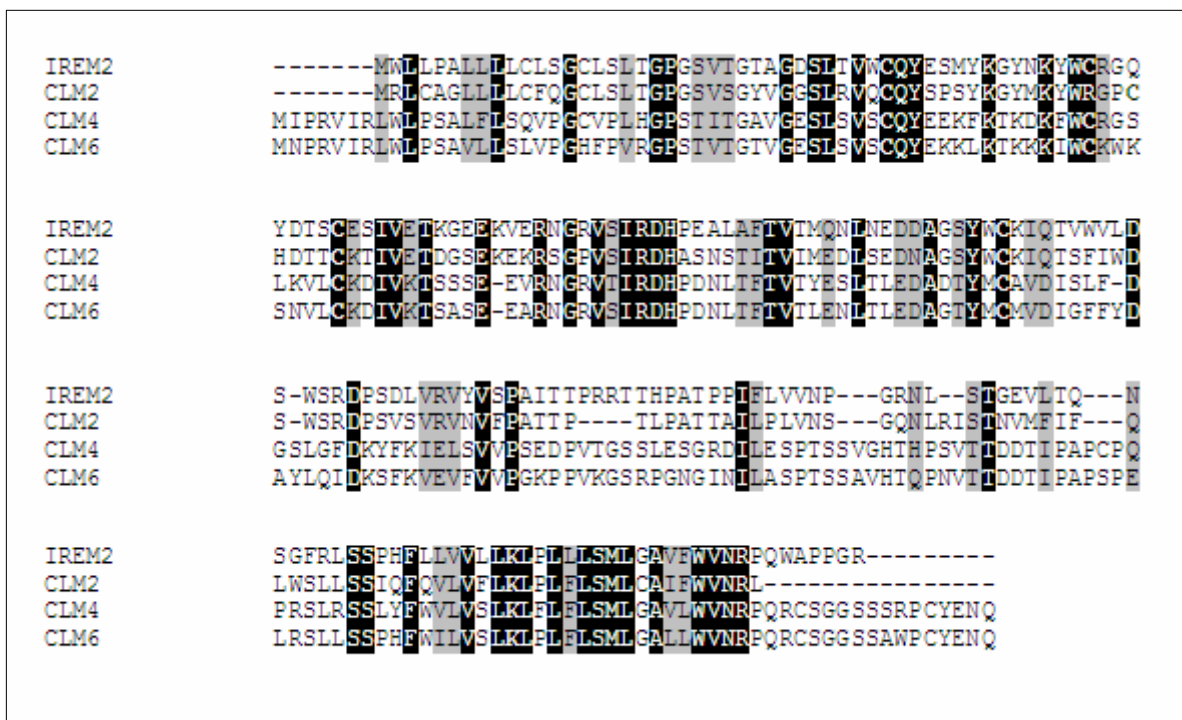 IREM2 -------MWLLPALLLLCLSGCLSLTGPGSVTGTAGDSLTVWCQYESMYKGYNKYWCRGQ
CLM2 -------MRLCAGLLLLCFQGCLSLTGPGSVSGYVGGSLRVQCQYSPSYKGYMKYWRGPC
CLM4 MIPRVIRLWLPSALFLSQVPGCVPLHGPSTITGAVGESLSVSCQYEEKFKTKDKFWCRGS
CLM6 MNPRVIRLWLPSAVLLSLVPGHFPVRGPSTVTGTVGESLSVSCQYEKKLKTKKKIWCKWK
IREM2 YDTSCESIVETKGEEKVERNGRVSIRDHPEALAFTVTMQNLNEDDAGSYWCKIQTVWVLD
CLM2 HDTTCKTIVETDGSEKEKRSGPVSIRDHASNSTITVIMEDLSEDNAGSYWCKIQTSFIWD
CLM4 LKVLCKDIVKTSSSE-EVRNGRVTIRDHPDNLTFTVTYESLTLEDADTYMCAVDISLF-D
CLM6 SNVLCKDIVKTSASE-EARNGRVSIRDHPDNLTFTVTLENLTLEDAGTYMCMVDIGFFYD
IREM2 S-WSRDPSDLVRVYVSPAITTPRRTTHPATPPIFLVVNP---GRNL--STGEVLTQ---N
CLM2 S-WSRDPSVSVRVNVFPATTP----TLPATTAILPLVNS---GQNLRISTNVMFIF---Q
CLM4 GSLGFDKYFKIELSVVPSEDPVTGSSLESGRDILESPTSSVGHTHPSVTTDDTIPAPCPQ
CLM6 AYLQIDKSFKVEVFVVPGKPPVKGSRPGNGINILASPTSSAVHTQPNVTTDDTIPAPSPE
IREM2 SGFRLSSPHFLLVVLLKLPLLLSMLGAVFWVNRPQWAPPGR---------
CLM2 LWSLLSSIQFQVLVFLKLPLFLSMLCAIFWVNRL----------------
CLM4 PRSLRSSLYFWVLVSLKLFLFLSMLGAVLWVNRPQRCSGGSSSRPCYENQ
CLM6 LRSLLSSPHFWILVSLKLPLFLSMLGALLWVNRPQRCSGGSSAWPCYENQ